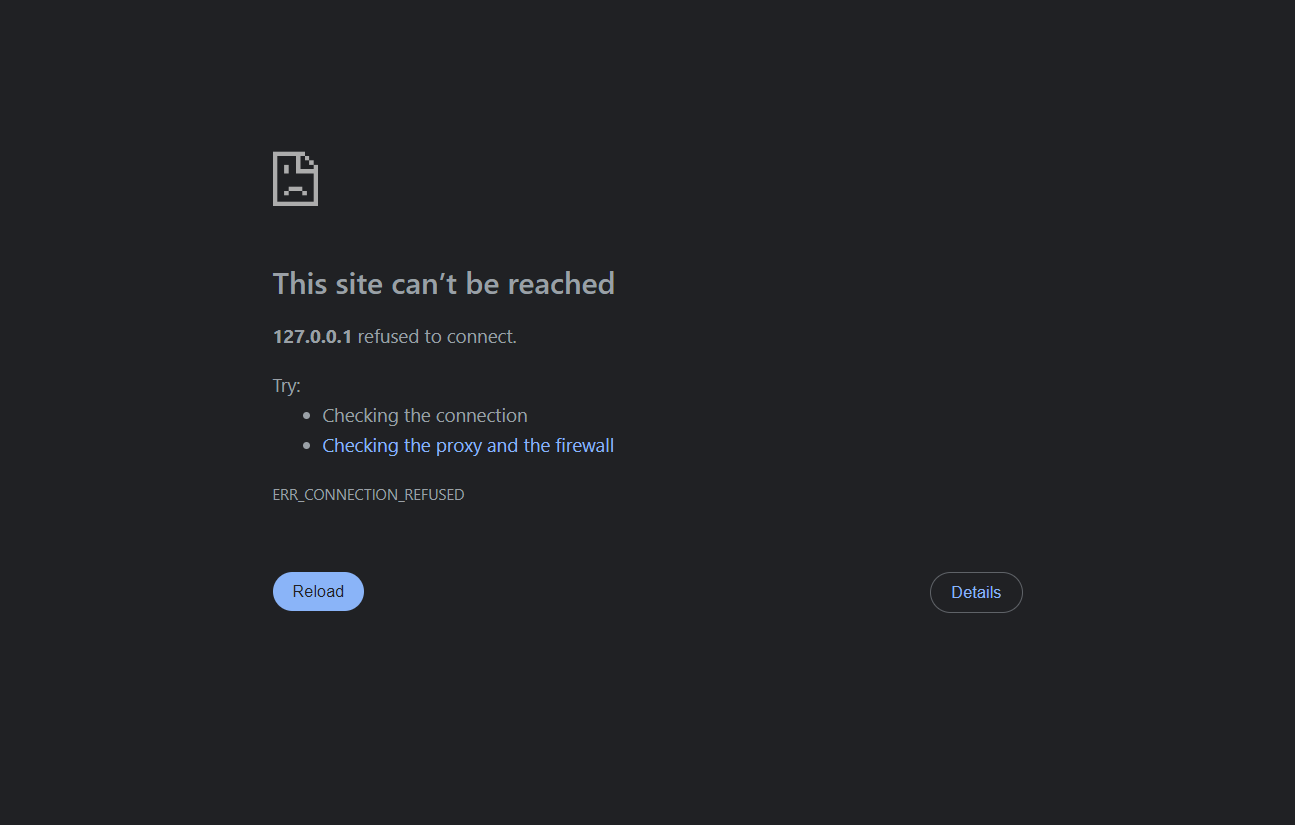 This site can’t be reached
127.0.0.1 refused to connect.
Try:
Checking the connection
Checking the proxy and the firewall
ERR_CONNECTION_REFUSED
Reload
Details